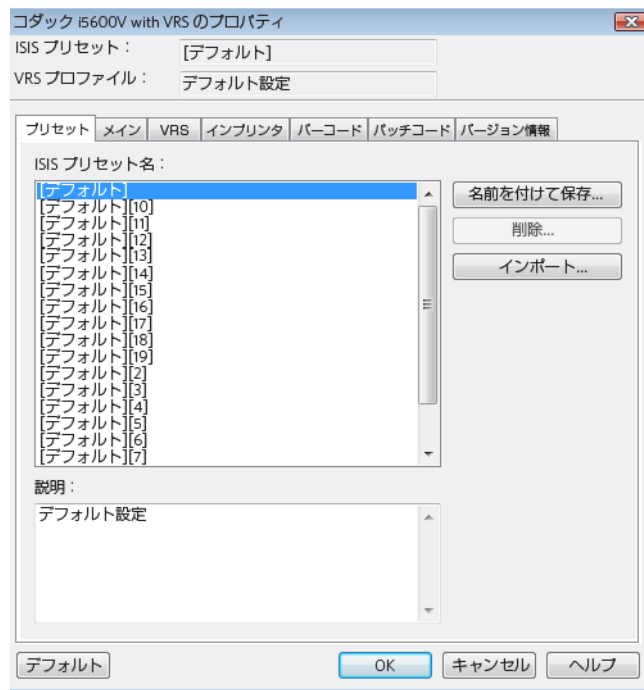 コダック i5600V with VRS のプロパティ
ISIS プリセット： [デフォルト]
VRS プロファイル： デフォルト設定
プリセット メイン VRS インプリンタ バーコード パッチコード バージョン情報
ISIS プリセット名：
[デフォルト]
[デフォルト][10]
[デフォルト][11]
[デフォルト][12]
[デフォルト][13]
[デフォルト][14]
[デフォルト][15]
[デフォルト][16]
[デフォルト][17]
[デフォルト][18]
[デフォルト][19]
[デフォルト][2]
[デフォルト][3]
[デフォルト][4]
[デフォルト][5]
[デフォルト][6]
[デフォルト][7]
名前を付けて保存...
削除...
インポート...
説明：
デフォルト設定
デフォルト OK キャンセル ヘルプ